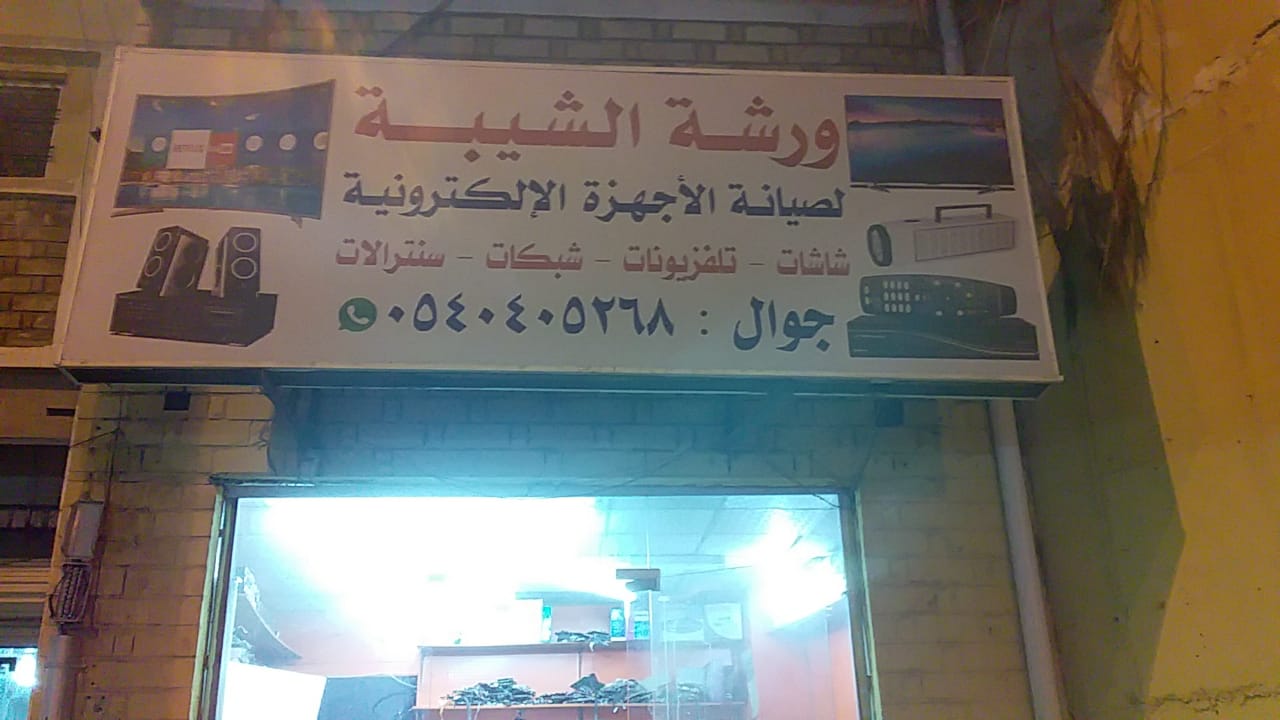 ورشة الشيبة
لصيانة الأجهزة الإلكترونية
شاشات - تلفزيونات - شبكات - سنترالات
جوال : ٠٥٤٠٤٠٥٢٦٨